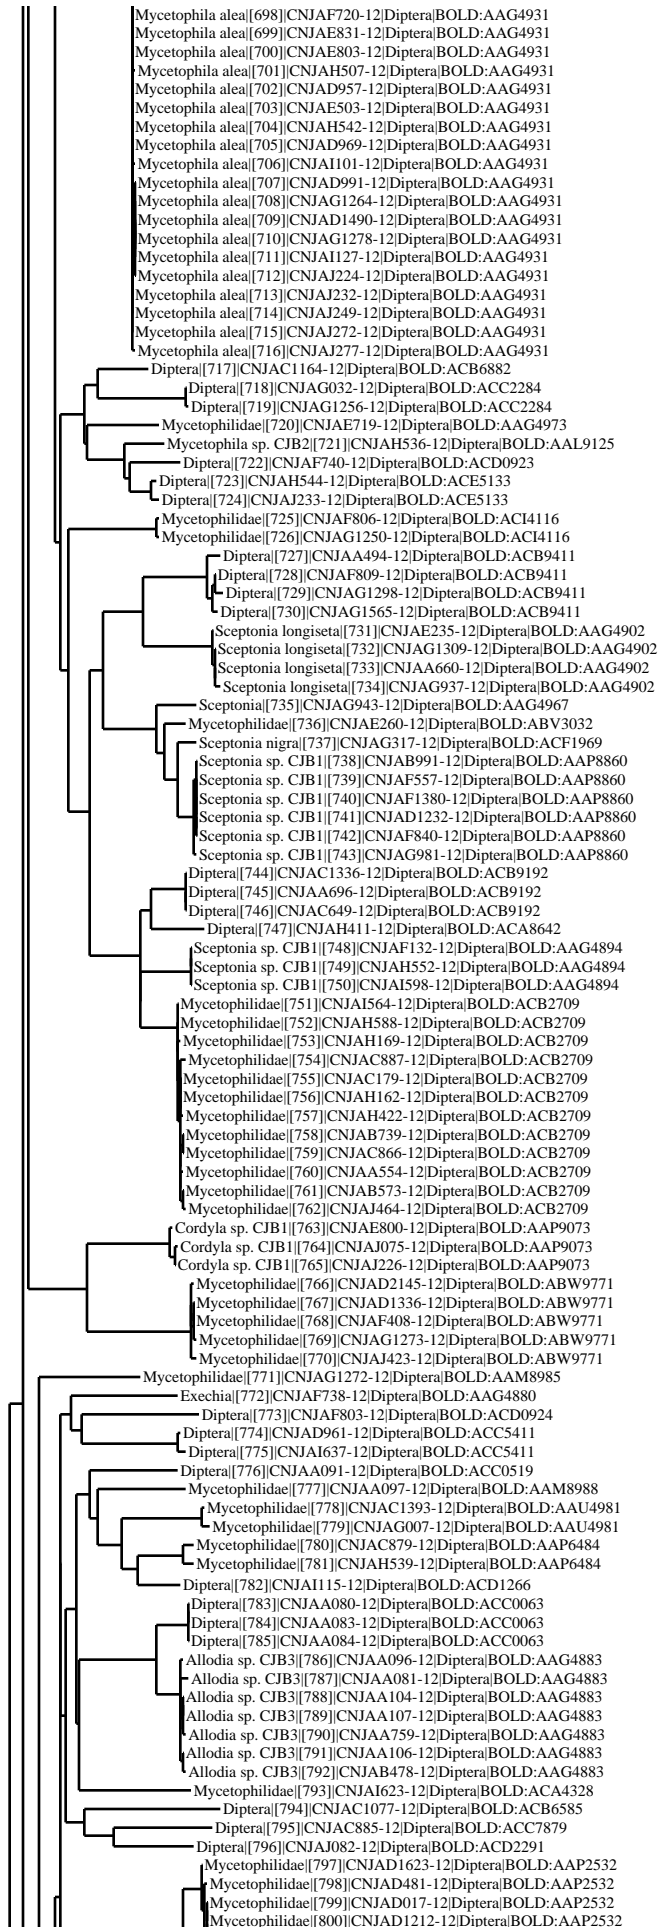 Mycetophila alea|[698]|CNJAF720-12|Diptera|BOLD:AAG4931
Mycetophila alea|[699]|CNJAE831-12|Diptera|BOLD:AAG4931
Mycetophila alea|[700]|CNJAE803-12|Diptera|BOLD:AAG4931
Mycetophila alea|[701]|CNJAH507-12|Diptera|BOLD:AAG4931
Mycetophila alea|[702]|CNJAD957-12|Diptera|BOLD:AAG4931
Mycetophila alea|[703]|CNJAE503-12|Diptera|BOLD:AAG4931
Mycetophila alea|[704]|CNJAH542-12|Diptera|BOLD:AAG4931
Mycetophila alea|[705]|CNJAD969-12|Diptera|BOLD:AAG4931
Mycetophila alea|[706]|CNJAI101-12|Diptera|BOLD:AAG4931
Mycetophila alea|[707]|CNJAD991-12|Diptera|BOLD:AAG4931
Mycetophila alea|[708]|CNJAG1264-12|Diptera|BOLD:AAG4931
Mycetophila alea|[709]|CNJAD1490-12|Diptera|BOLD:AAG4931
Mycetophila alea|[710]|CNJAG1278-12|Diptera|BOLD:AAG4931
Mycetophila alea|[711]|CNJAI127-12|Diptera|BOLD:AAG4931
Mycetophila alea|[712]|CNJAJ224-12|Diptera|BOLD:AAG4931
Mycetophila alea|[713]|CNJAJ232-12|Diptera|BOLD:AAG4931
Mycetophila alea|[714]|CNJAJ249-12|Diptera|BOLD:AAG4931
Mycetophila alea|[715]|CNJAJ272-12|Diptera|BOLD:AAG4931
Mycetophila alea|[716]|CNJAJ277-12|Diptera|BOLD:AAG4931
Diptera|[717]|CNJAC1164-12|Diptera|BOLD:ACB6882
Diptera|[718]|CNJAG032-12|Diptera|BOLD:ACC2284
Diptera|[719]|CNJAG1256-12|Diptera|BOLD:ACC2284
Mycetophilidae|[720]|CNJAE719-12|Diptera|BOLD:AAG4973
Mycetophila sp. CJB2|[721]|CNJAH536-12|Diptera|BOLD:AAL9125
Diptera|[722]|CNJAF740-12|Diptera|BOLD:ACD0923
Diptera|[723]|CNJAH544-12|Diptera|BOLD:ACE5133
Diptera|[724]|CNJAJ233-12|Diptera|BOLD:ACE5133
Mycetophilidae|[725]|CNJAF806-12|Diptera|BOLD:ACI4116
Mycetophilidae|[726]|CNJAG1250-12|Diptera|BOLD:ACI4116
Diptera|[727]|CNJAA494-12|Diptera|BOLD:ACB9411
Diptera|[728]|CNJAF809-12|Diptera|BOLD:ACB9411
Diptera|[729]|CNJAG1298-12|Diptera|BOLD:ACB9411
Diptera|[730]|CNJAG1565-12|Diptera|BOLD:ACB9411
Sceptonia longiseta|[731]|CNJAE235-12|Diptera|BOLD:AAG4902
Sceptonia longiseta|[732]|CNJAG1309-12|Diptera|BOLD:AAG4902
Sceptonia longiseta|[733]|CNJAA660-12|Diptera|BOLD:AAG4902
Sceptonia longiseta|[734]|CNJAG937-12|Diptera|BOLD:AAG4902
Sceptonia|[735]|CNJAG943-12|Diptera|BOLD:AAG4967
Mycetophilidae|[736]|CNJAE260-12|Diptera|BOLD:ABV3032
Sceptonia nigra|[737]|CNJAG317-12|Diptera|BOLD:ACF1969
Sceptonia sp. CJB1|[738]|CNJAB991-12|Diptera|BOLD:AAP8860
Sceptonia sp. CJB1|[739]|CNJAF557-12|Diptera|BOLD:AAP8860
Sceptonia sp. CJB1|[740]|CNJAF1380-12|Diptera|BOLD:AAP8860
Sceptonia sp. CJB1|[741]|CNJAD1232-12|Diptera|BOLD:AAP8860
Sceptonia sp. CJB1|[742]|CNJAF840-12|Diptera|BOLD:AAP8860
Sceptonia sp. CJB1|[743]|CNJAG981-12|Diptera|BOLD:AAP8860
Diptera|[744]|CNJAC1336-12|Diptera|BOLD:ACB9192
Diptera|[745]|CNJAA696-12|Diptera|BOLD:ACB9192
Diptera|[746]|CNJAC649-12|Diptera|BOLD:ACB9192
Diptera|[747]|CNJAH411-12|Diptera|BOLD:ACA8642
Sceptonia sp. CJB1|[748]|CNJAF132-12|Diptera|BOLD:AAG4894
Sceptonia sp. CJB1|[749]|CNJAH552-12|Diptera|BOLD:AAG4894
Sceptonia sp. CJB1|[750]|CNJAI598-12|Diptera|BOLD:AAG4894
Mycetophilidae|[751]|CNJAI564-12|Diptera|BOLD:ACB2709
Mycetophilidae|[752]|CNJAH588-12|Diptera|BOLD:ACB2709
Mycetophilidae|[753]|CNJAH169-12|Diptera|BOLD:ACB2709
Mycetophilidae|[754]|CNJAC887-12|Diptera|BOLD:ACB2709
Mycetophilidae|[755]|CNJAC179-12|Diptera|BOLD:ACB2709
Mycetophilidae|[756]|CNJAH162-12|Diptera|BOLD:ACB2709
Mycetophilidae|[757]|CNJAH422-12|Diptera|BOLD:ACB2709
Mycetophilidae|[758]|CNJAB739-12|Diptera|BOLD:ACB2709
Mycetophilidae|[759]|CNJAC866-12|Diptera|BOLD:ACB2709
Mycetophilidae|[760]|CNJAA554-12|Diptera|BOLD:ACB2709
Mycetophilidae|[761]|CNJAB573-12|Diptera|BOLD:ACB2709
Mycetophilidae|[762]|CNJAJ464-12|Diptera|BOLD:ACB2709
Cordyla sp. CJB1|[763]|CNJAE800-12|Diptera|BOLD:AAP9073
Cordyla sp. CJB1|[764]|CNJAJ075-12|Diptera|BOLD:AAP9073
Cordyla sp. CJB1|[765]|CNJAJ226-12|Diptera|BOLD:AAP9073
Mycetophilidae|[766]|CNJAD2145-12|Diptera|BOLD:ABW9771
Mycetophilidae|[767]|CNJAD1336-12|Diptera|BOLD:ABW9771
Mycetophilidae|[768]|CNJAF408-12|Diptera|BOLD:ABW9771
Mycetophilidae|[769]|CNJAG1273-12|Diptera|BOLD:ABW9771
Mycetophilidae|[770]|CNJAJ423-12|Diptera|BOLD:ABW9771
Mycetophilidae|[771]|CNJAG1272-12|Diptera|BOLD:AAM8985
Exechia|[772]|CNJAF738-12|Diptera|BOLD:AAG4880
Diptera|[773]|CNJAF803-12|Diptera|BOLD:ACD0924
Diptera|[774]|CNJAD961-12|Diptera|BOLD:ACC5411
Diptera|[775]|CNJAI637-12|Diptera|BOLD:ACC5411
Diptera|[776]|CNJAA091-12|Diptera|BOLD:ACC0519
Mycetophilidae|[777]|CNJAA097-12|Diptera|BOLD:AAM8988
Mycetophilidae|[778]|CNJAC1393-12|Diptera|BOLD:AAU4981
Mycetophilidae|[779]|CNJAG007-12|Diptera|BOLD:AAU4981
Mycetophilidae|[780]|CNJAC879-12|Diptera|BOLD:AAP6484
Mycetophilidae|[781]|CNJAH539-12|Diptera|BOLD:AAP6484
Diptera|[782]|CNJAI115-12|Diptera|BOLD:ACD1266
Diptera|[783]|CNJAA080-12|Diptera|BOLD:ACC0063
Diptera|[784]|CNJAA083-12|Diptera|BOLD:ACC0063
Diptera|[785]|CNJAA084-12|Diptera|BOLD:ACC0063
Allodia sp. CJB3|[786]|CNJAA096-12|Diptera|BOLD:AAG4883
Allodia sp. CJB3|[787]|CNJAA081-12|Diptera|BOLD:AAG4883
Allodia sp. CJB3|[788]|CNJAA104-12|Diptera|BOLD:AAG4883
Allodia sp. CJB3|[789]|CNJAA107-12|Diptera|BOLD:AAG4883
Allodia sp. CJB3|[790]|CNJAA759-12|Diptera|BOLD:AAG4883
Allodia sp. CJB3|[791]|CNJAA106-12|Diptera|BOLD:AAG4883
Allodia sp. CJB3|[792]|CNJAB478-12|Diptera|BOLD:AAG4883
Mycetophilidae|[793]|CNJAI623-12|Diptera|BOLD:ACA4328
Diptera|[794]|CNJAC1077-12|Diptera|BOLD:ACB6585
Diptera|[795]|CNJAC885-12|Diptera|BOLD:ACC7879
Diptera|[796]|CNJAJ082-12|Diptera|BOLD:ACD2291
Mycetophilidae|[797]|CNJAD1623-12|Diptera|BOLD:AAP2532
Mycetophilidae|[798]|CNJAD481-12|Diptera|BOLD:AAP2532
Mycetophilidae|[799]|CNJAD017-12|Diptera|BOLD:AAP2532
Mycetophilidae|[800]|CNJAD1212-12|Diptera|BOLD:AAP2532